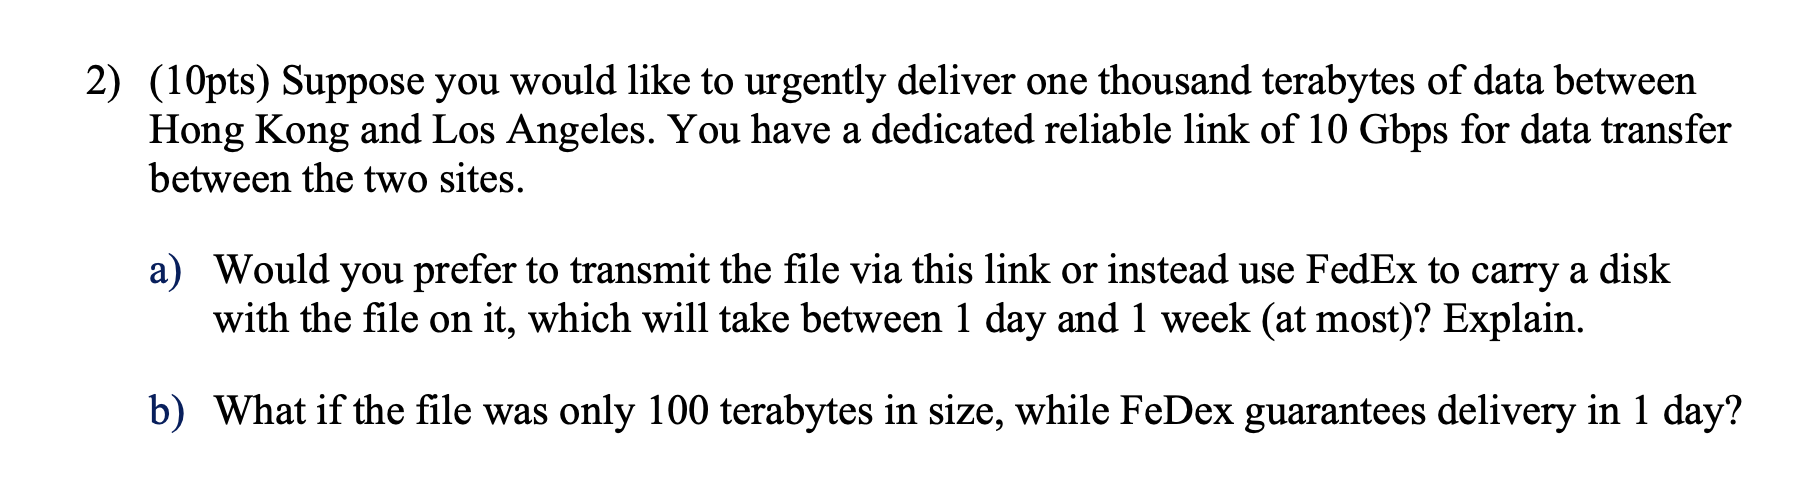 2) (10pts) Suppose you would like to urgently deliver one thousand terabytes of data between
Hong Kong and Los Angeles. You have a dedicated reliable link of 10 Gbps for data transfer
between the two sites.
a) Would you prefer to transmit the file via this link or instead use FedEx to carry a disk
with the file on it, which will take between 1 day and 1 week (at most)? Explain.
b) What if the file was only 100 terabytes in size, while FeDex guarantees delivery in 1 day?